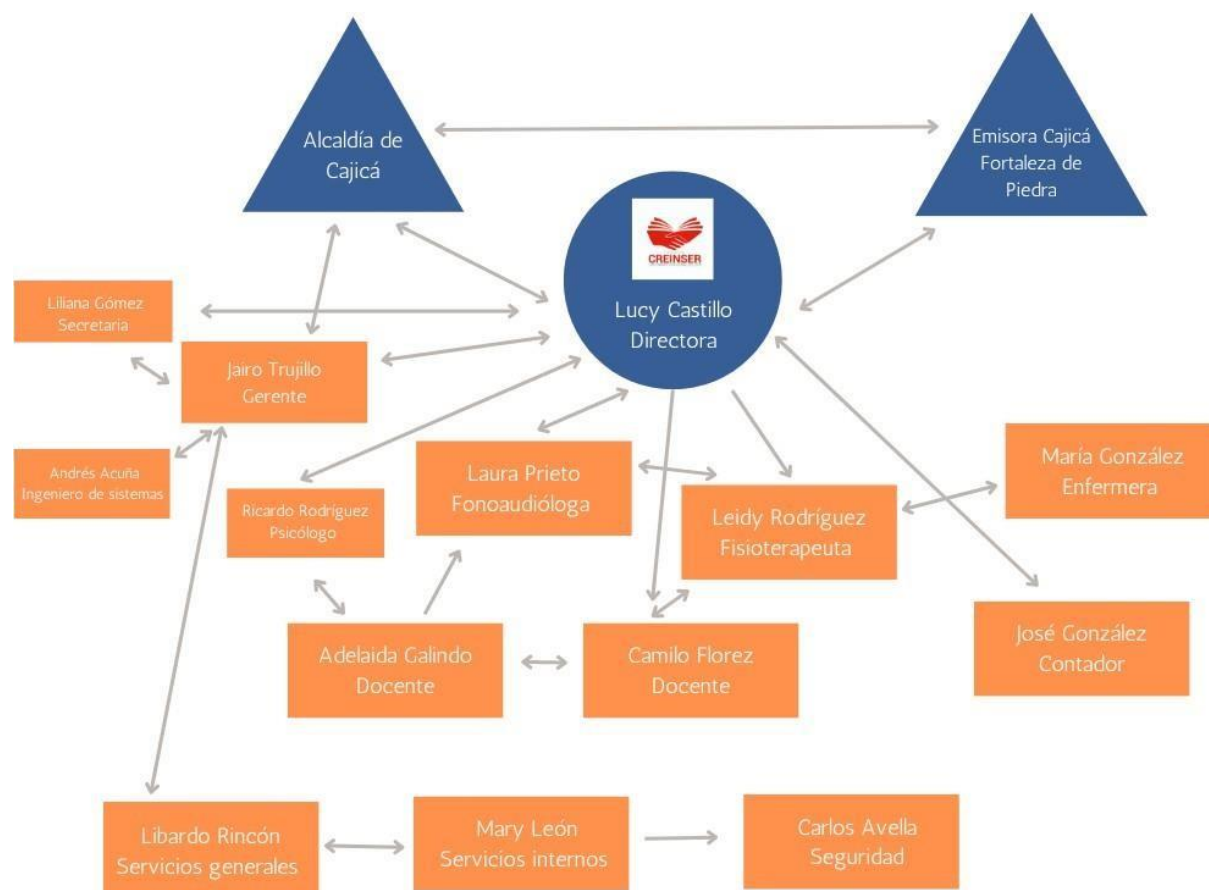 Alcaldía de
Cajicá
Emisora Cajicá
Fortaleza de
Piedra
CREINSER
Lucy Castillo
Directora
Liliana Gómez
Secretaria
Jairo Trujillo
Gerente
Andrés Acuña
Ingeniero de sistemas
Ricardo Rodríguez
Psicólogo
Laura Prieto
Fonoaudióloga
Leidy Rodríguez
Fisioterapeuta
María González
Enfermera
José González
Contador
Adelaida Galindo
Docente
Camilo Florez
Docente
Libardo Rincón
Servicios generales
Mary León
Servicios internos
Carlos Avella
Seguridad